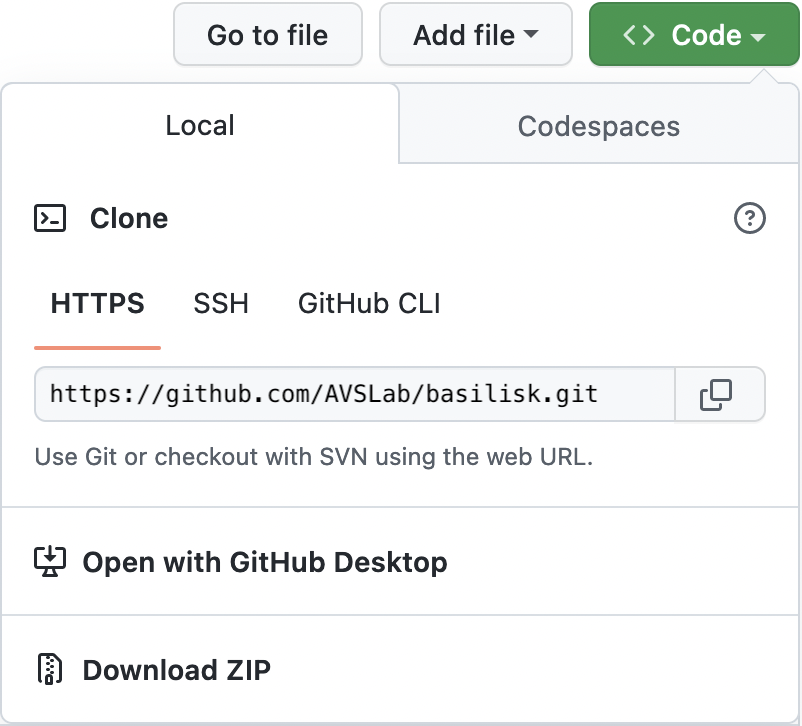 Go to file Add file <> Code
Local Codespaces
Clone
HTTPS SSH GitHub CLI
https://github.com/AVSLab/basilisk.git
Use Git or checkout with SVN using the web URL.
Open with GitHub Desktop
Download ZIP